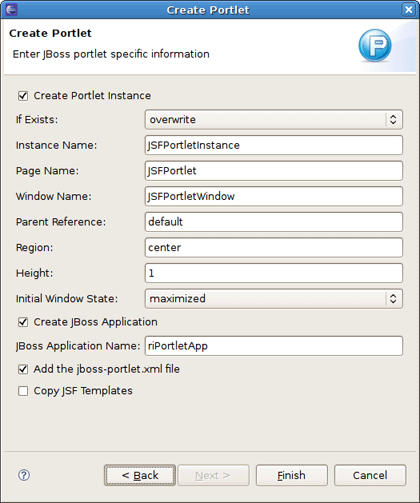 Create Portlet
Create Portlet
Enter JBoss portlet specific information
P
Create Portlet Instance
If Exists: overwrite
Instance Name: JSFPortletInstance
Page Name: JSFPortlet
Window Name: JSFPortletWindow
Parent Reference: default
Region: center
Height: 1
Initial Window State: maximized
Create JBoss Application
JBoss Application Name: riPortletApp
Add the jboss-portlet.xml file
Copy JSF Templates
? < Back Next > Finish Cancel